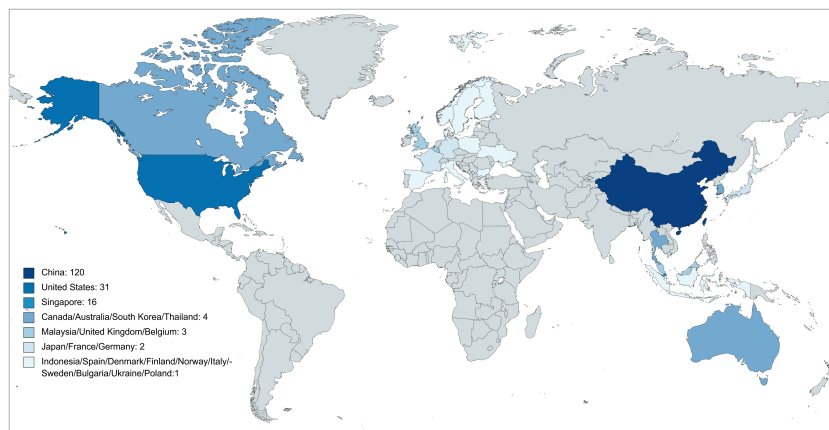 China: 120
United States: 31
Singapore: 16
Canada/Australia/South Korea/Thailand: 4
Malaysia/United Kingdom/Belgium: 3
Japan/France/Germany: 2
Indonesia/Spain/Denmark/Finland/Norway/Italy/-
Sweden/Bulgaria/Ukraine/Poland:1